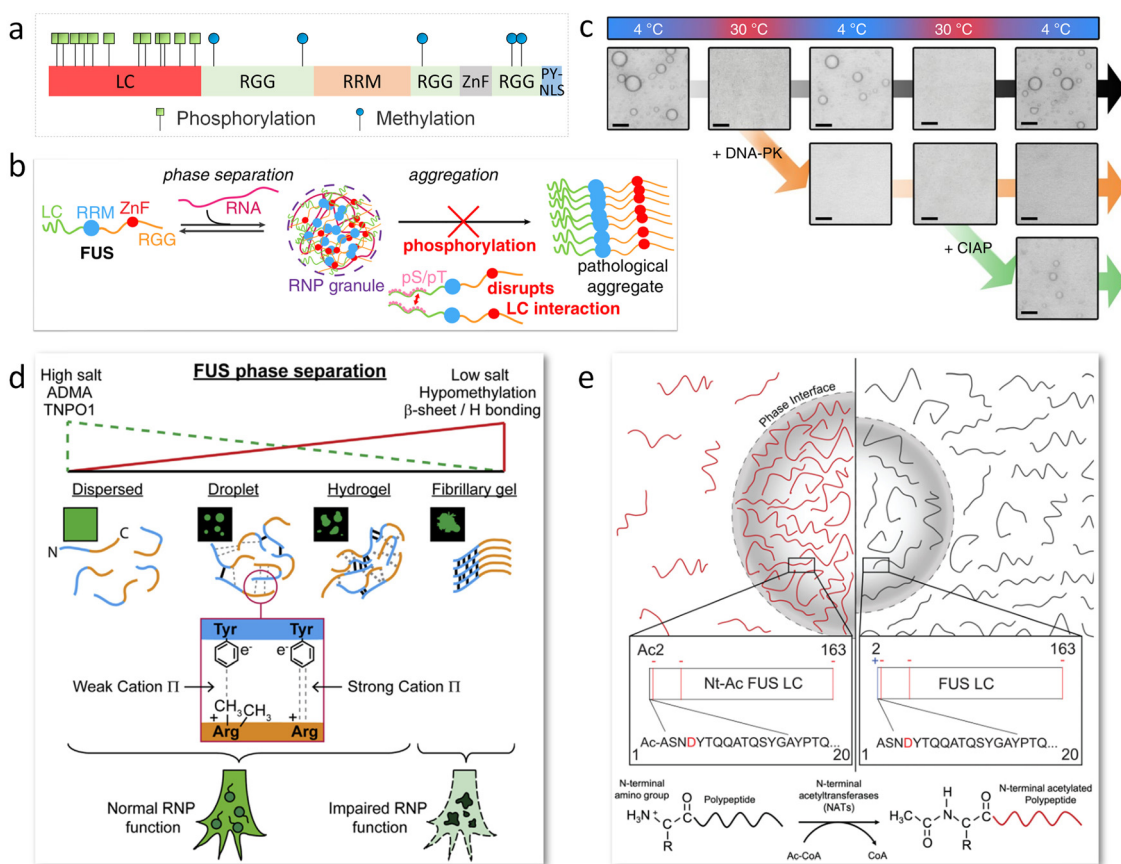 a
LC
RGG
RRM
RGG
ZnF
RGG
PY-
NLS
Phosphorylation
Methylation
b
phase separation
aggregation
LC
RRM
ZnF
RGG
FUS
RNA
RNP granule
phosphorylation
pS/pT
disrupts
LC interaction
pathological
aggregate
c
4 °C
30 °C
4 °C
30 °C
4 °C
+ DNA-PK
+ CIAP
d
FUS phase separation
High salt
ADMA
TNPO1
Low salt
Hypomethylation
β-sheet / H bonding
Dispersed
Droplet
Hydrogel
Fibrillary gel
N
C
Tyr
Tyr
e-
e-
Weak Cation Π
Strong Cation Π
CH3
CH3
+
+
Arg
Arg
Normal RNP
function
Impaired RNP
function
e
Phase Interface
Ac2
163
- - -
Nt-Ac FUS LC
Ac-ASNDYTQQATQSYGAYPTQ...
1
20
2
163
+ - - -
FUS LC
ASNDYTQQATQSYGAYPTQ...
1
20
N-terminal
amino group
Polypeptide
H3N+
O
R
N-terminal
acetyltransferases
(NATs)
Ac-CoA
CoA
N-terminal acetylated
Polypeptide
H
O
H3C
N
O
R